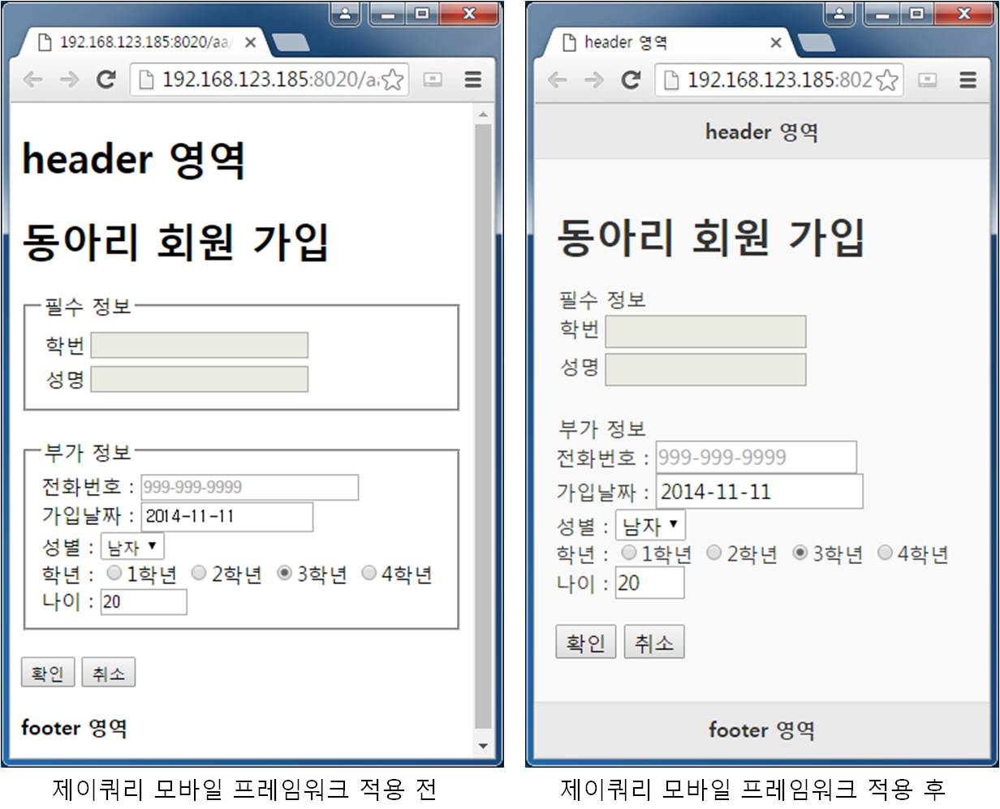 192.168.123.185:8020/aa/
192.168.123.185:8020/aa
header 영역
동아리 회원 가입
필수 정보
학번
성명
부가 정보
전화번호 : 999-999-9999
가입날짜 : 2014-11-11
성별 : 남자
학년 : 1학년 2학년 3학년 4학년
나이 : 20
확인 취소
footer 영역
제이쿼리 모바일 프레임워크 적용 전
header 영역
192.168.123.185:802
header 영역
동아리 회원 가입
필수 정보
학번
성명
부가 정보
전화번호 : 999-999-9999
가입날짜 : 2014-11-11
성별 : 남자
학년 : 1학년 2학년 3학년 4학년
나이 : 20
확인 취소
footer 영역
제이쿼리 모바일 프레임워크 적용 후